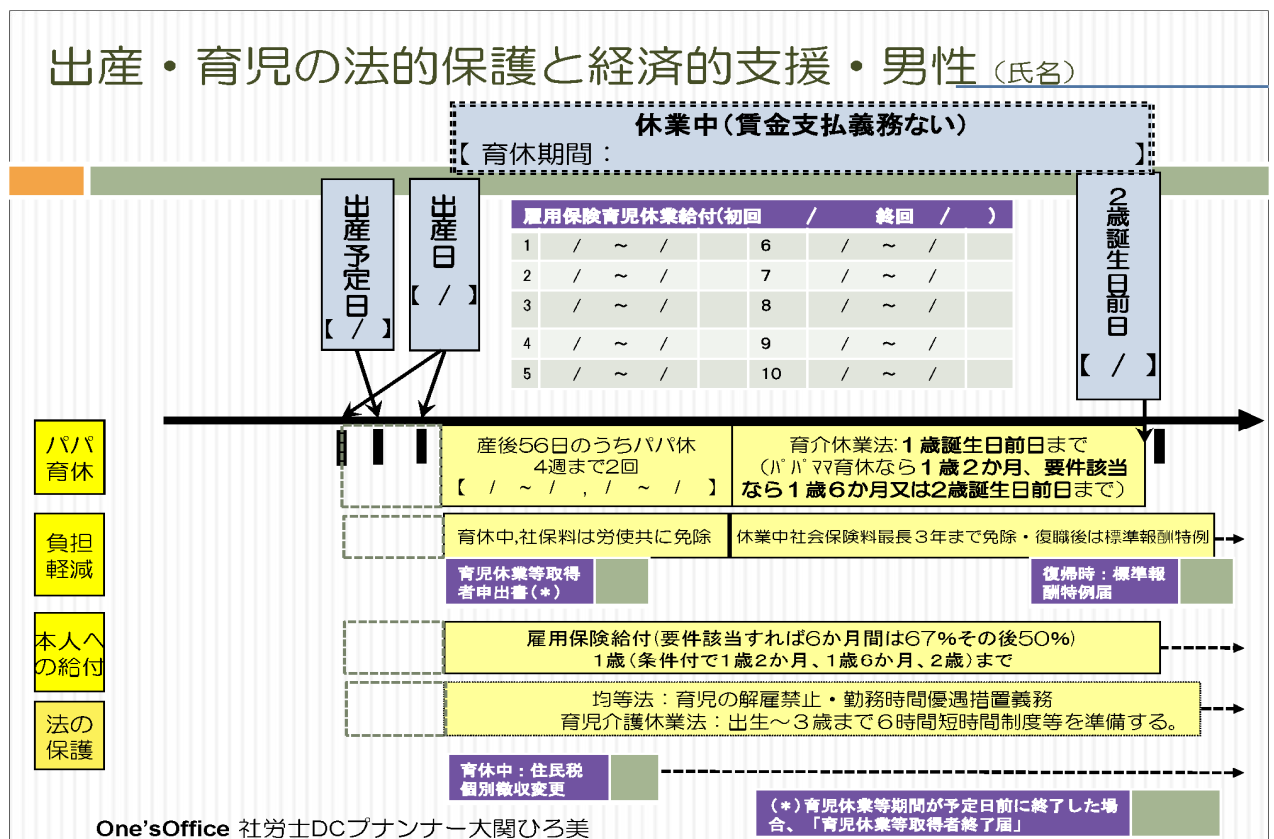 出産・育児の法的保護と経済的支援・男性（氏名）
休業中（賃金支払義務ない）
【 育休期間： 】
出産予定日
【 / 】
出産日
【 / 】
2歳誕生日前日
【 / 】
雇用保険育児休業給付(初回 / 終回 / )
1 / ～ / 6 / ～ /
2 / ～ / 7 / ～ /
3 / ～ / 8 / ～ /
4 / ～ / 9 / ～ /
5 / ～ / 10 / ～ /
パパ
育休
産後56日のうちパパ休
4週まで2回
【 / ～ / , / ～ / 】
育介休業法:1歳誕生日前日まで
（ﾊﾟﾊﾟﾏﾏ育休なら1歳2か月、要件該当
なら1歳6か月又は2歳誕生日前日まで）
負担
軽減
育休中,社保料は労使共に免除
休業中社会保険料最長3年まで免除・復職後は標準報酬特例
育児休業等取得
者申出書(*)
復帰時：標準報
酬特例届
本人へ
の給付
雇用保険給付(要件該当すれば6か月間は67%その後50%)
1歳(条件付で1歳2か月、1歳6か月、2歳)まで
法の
保護
均等法：育児の解雇禁止・勤務時間優遇措置義務
育児介護休業法：出生～3歳まで6時間短時間制度等を準備する。
育休中：住民税
個別徴収変更
(*)育児休業等期間が予定日前に終了した場
合、「育児休業等取得者終了届」
One'sOffice 社労士DCプナンナー大関ひろ美